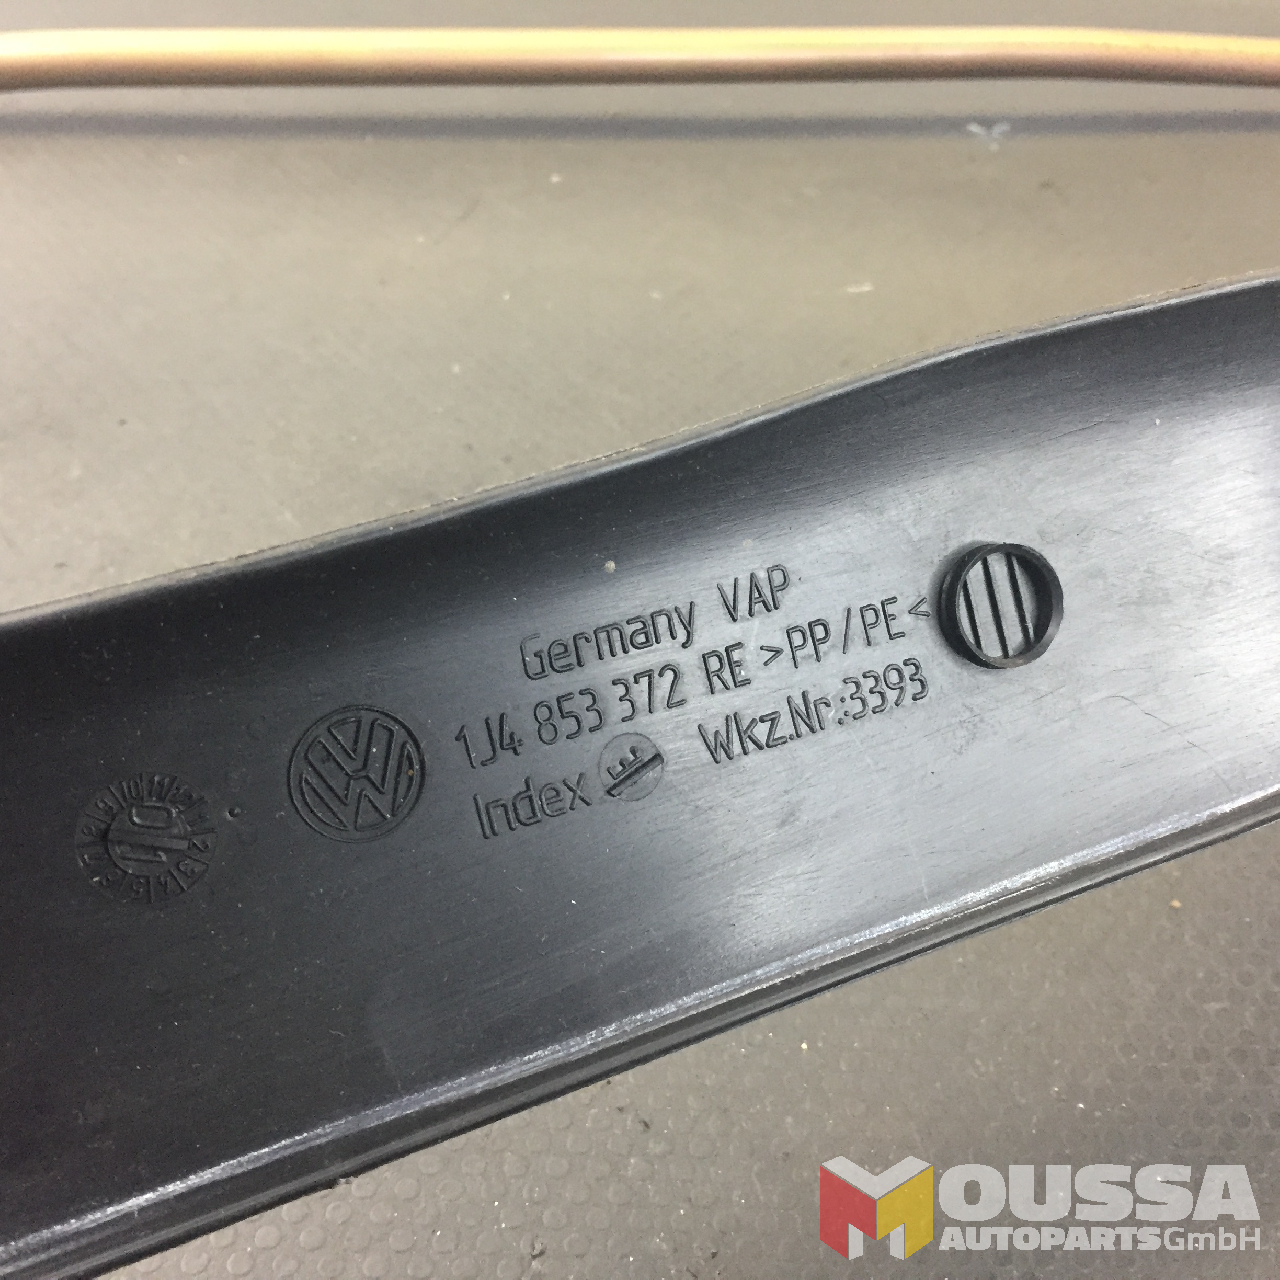 Germany VAP
1J4 853 372 RE >PP/PE<
Index Wkz.Nr.:3393
MOUSSA
AUTOPARTS GmbH